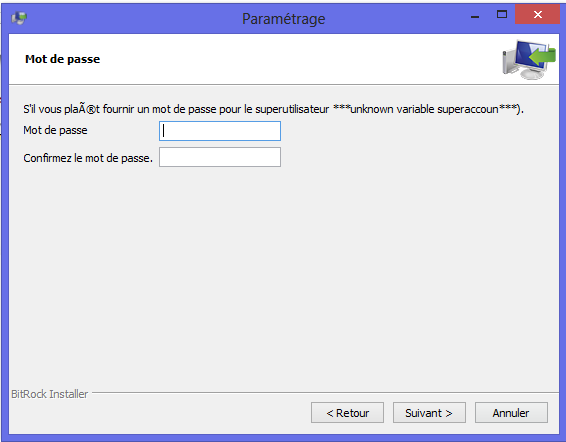 Paramétrage
Mot de passe
S'il vous plaÃ®t fournir un mot de passe pour le superutilisateur ***unknown variable superaccoun***).
Mot de passe
Confirmez le mot de passe.
BitRock Installer
< Retour
Suivant >
Annuler